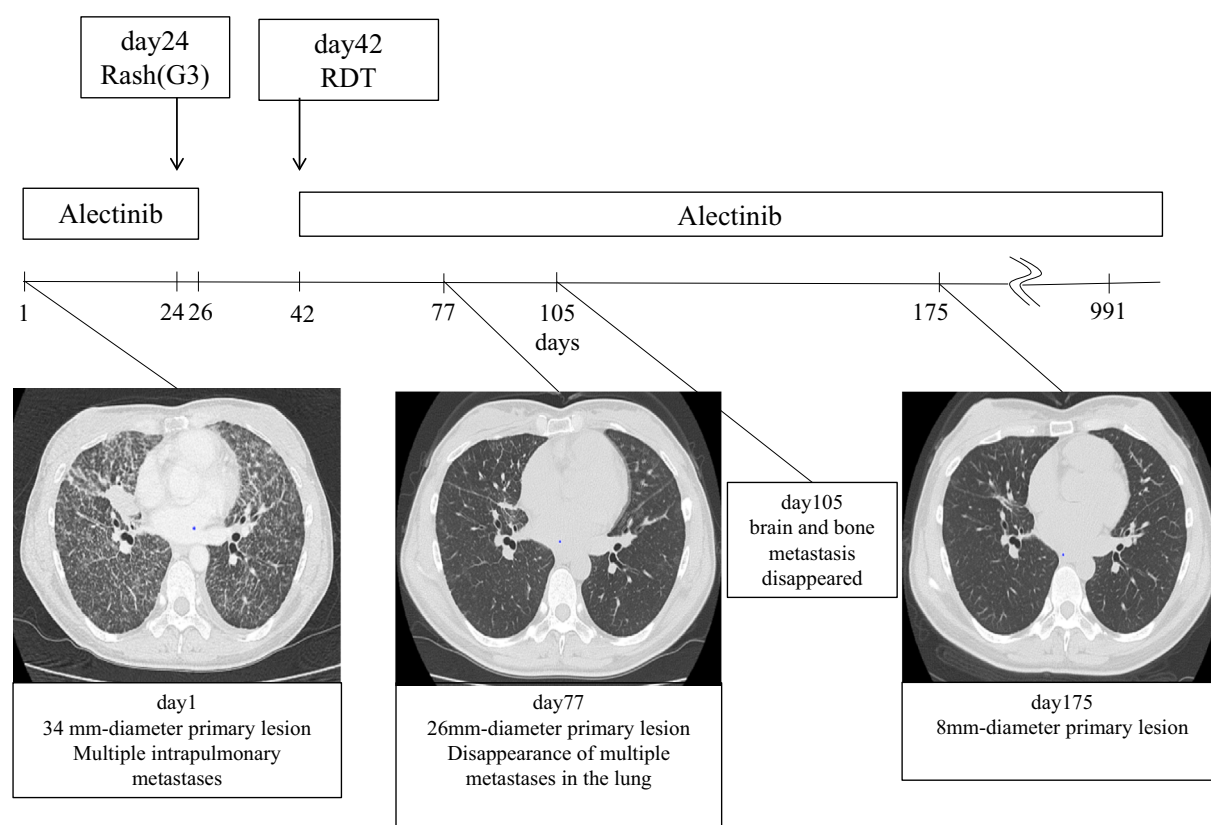 day24
Rash(G3)
day42
RDT
Alectinib
Alectinib
1
24
26
42
77
105
days
175
991
day1
34 mm-diameter primary lesion
Multiple intrapulmonary
metastases
day77
26mm-diameter primary lesion
Disappearance of multiple
metastases in the lung
day105
brain and bone
metastasis
disappeared
day175
8mm-diameter primary lesion